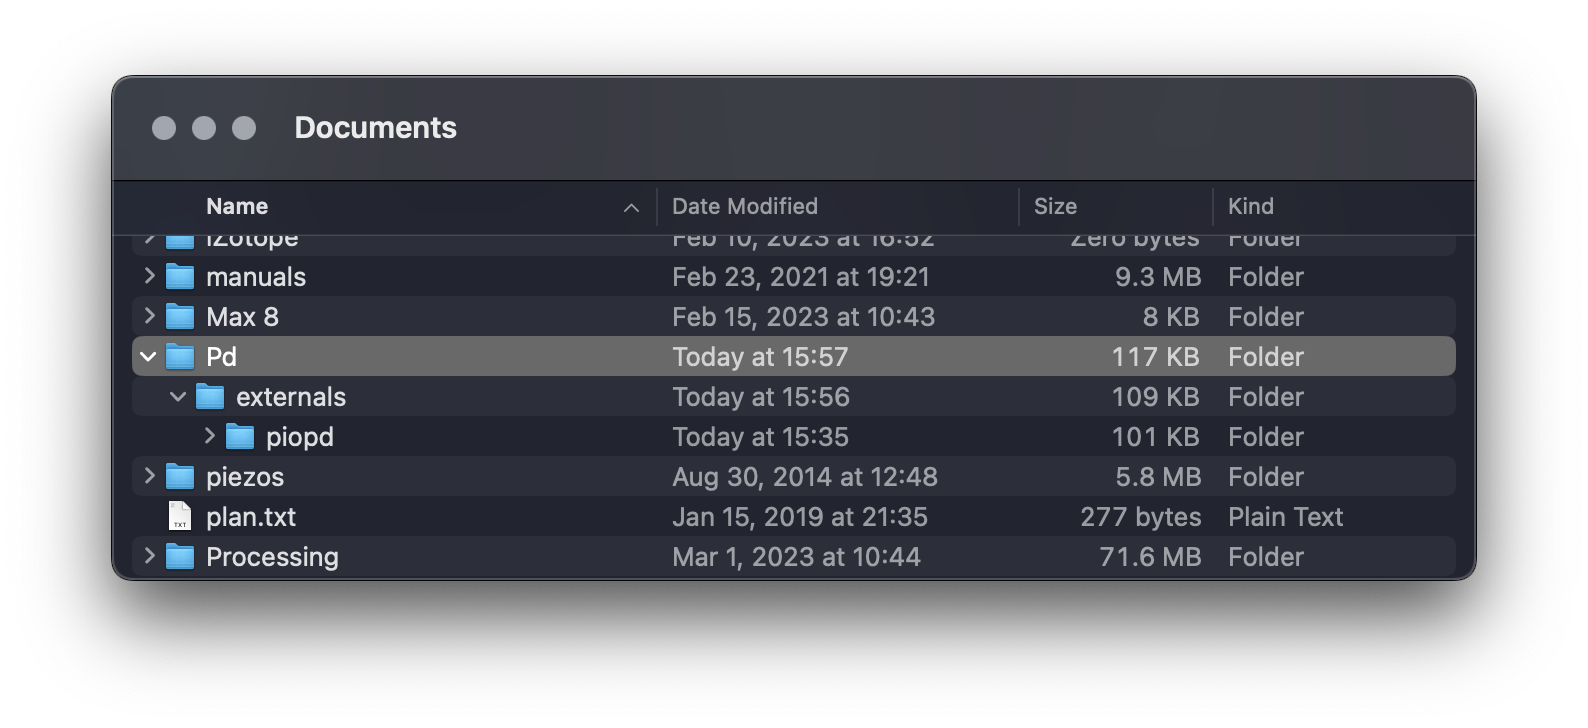 Documents
Name Date Modified Size Kind
iZotope Feb 10, 2023 at 16:52 Zero bytes Folder
manuals Feb 23, 2021 at 19:21 9.3 MB Folder
Max 8 Feb 15, 2023 at 10:43 8 KB Folder
Pd Today at 15:57 117 KB Folder
externals Today at 15:56 109 KB Folder
piopd Today at 15:35 101 KB Folder
piezos Aug 30, 2014 at 12:48 5.8 MB Folder
TXT plan.txt Jan 15, 2019 at 21:35 277 bytes Plain Text
Processing Mar 1, 2023 at 10:44 71.6 MB Folder